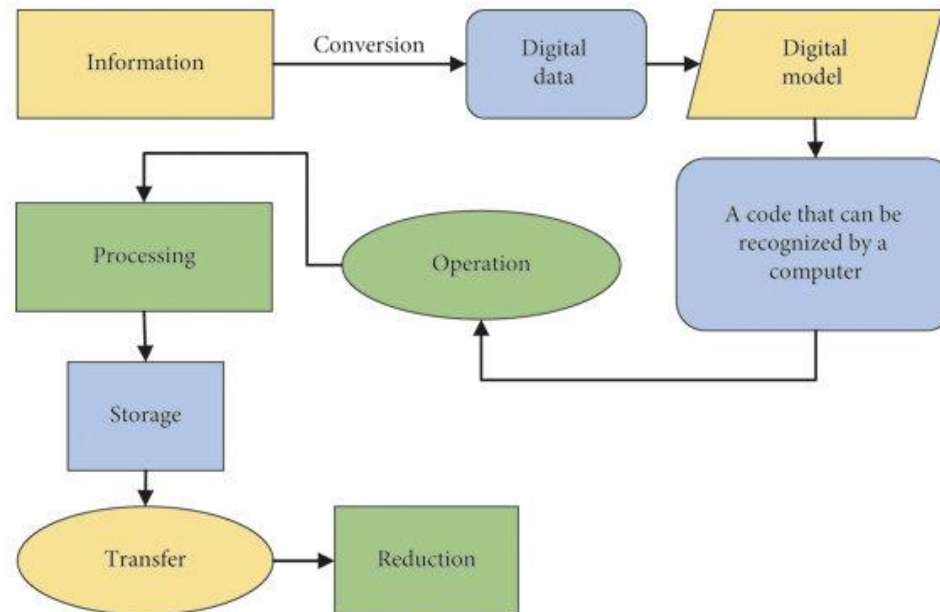 Information
Conversion
Digital
data
Digital
model
A code that can be
recognized by a
computer
Operation
Processing
Storage
Transfer
Reduction